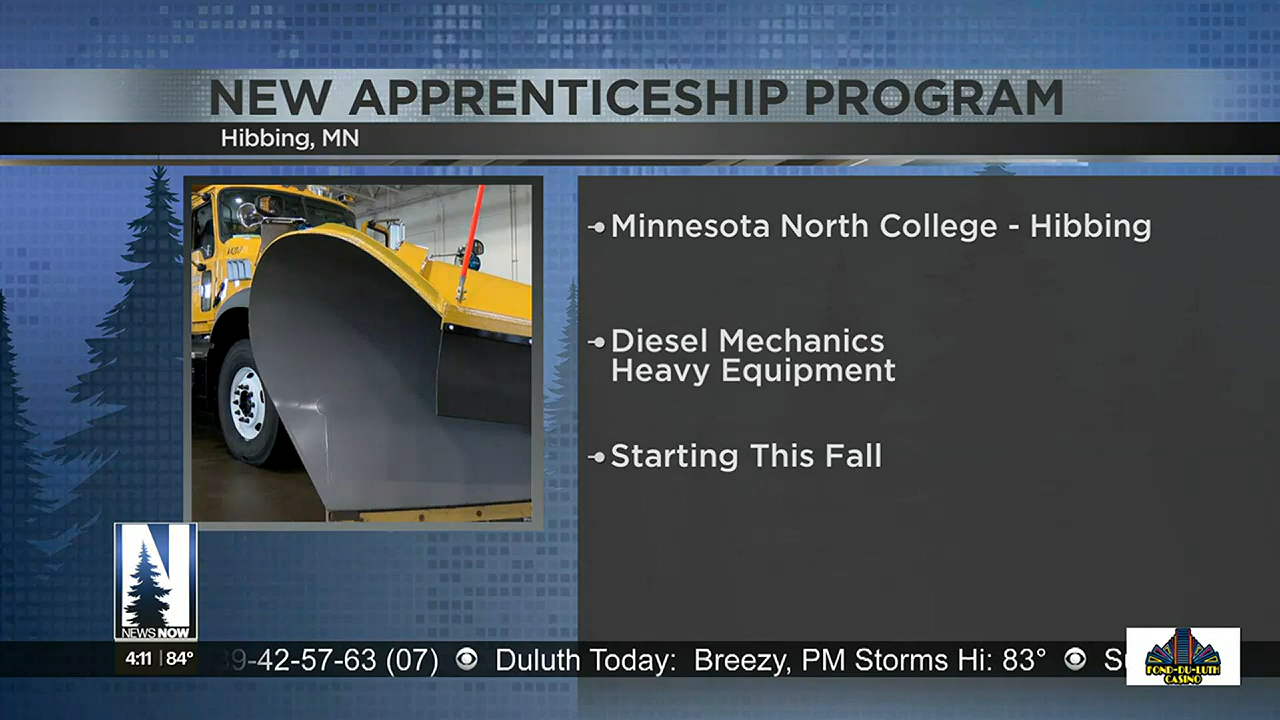 NEW APPRENTICESHIP PROGRAM
Hibbing, MN
Minnesota North College - Hibbing
Diesel Mechanics
Heavy Equipment
Starting This Fall
N
NEWS NOW
4:11 | 84°
9-42-57-63 (07) Duluth Today: Breezy, PM Storms Hi: 83°
FOND-DU-LUTH
CASINO